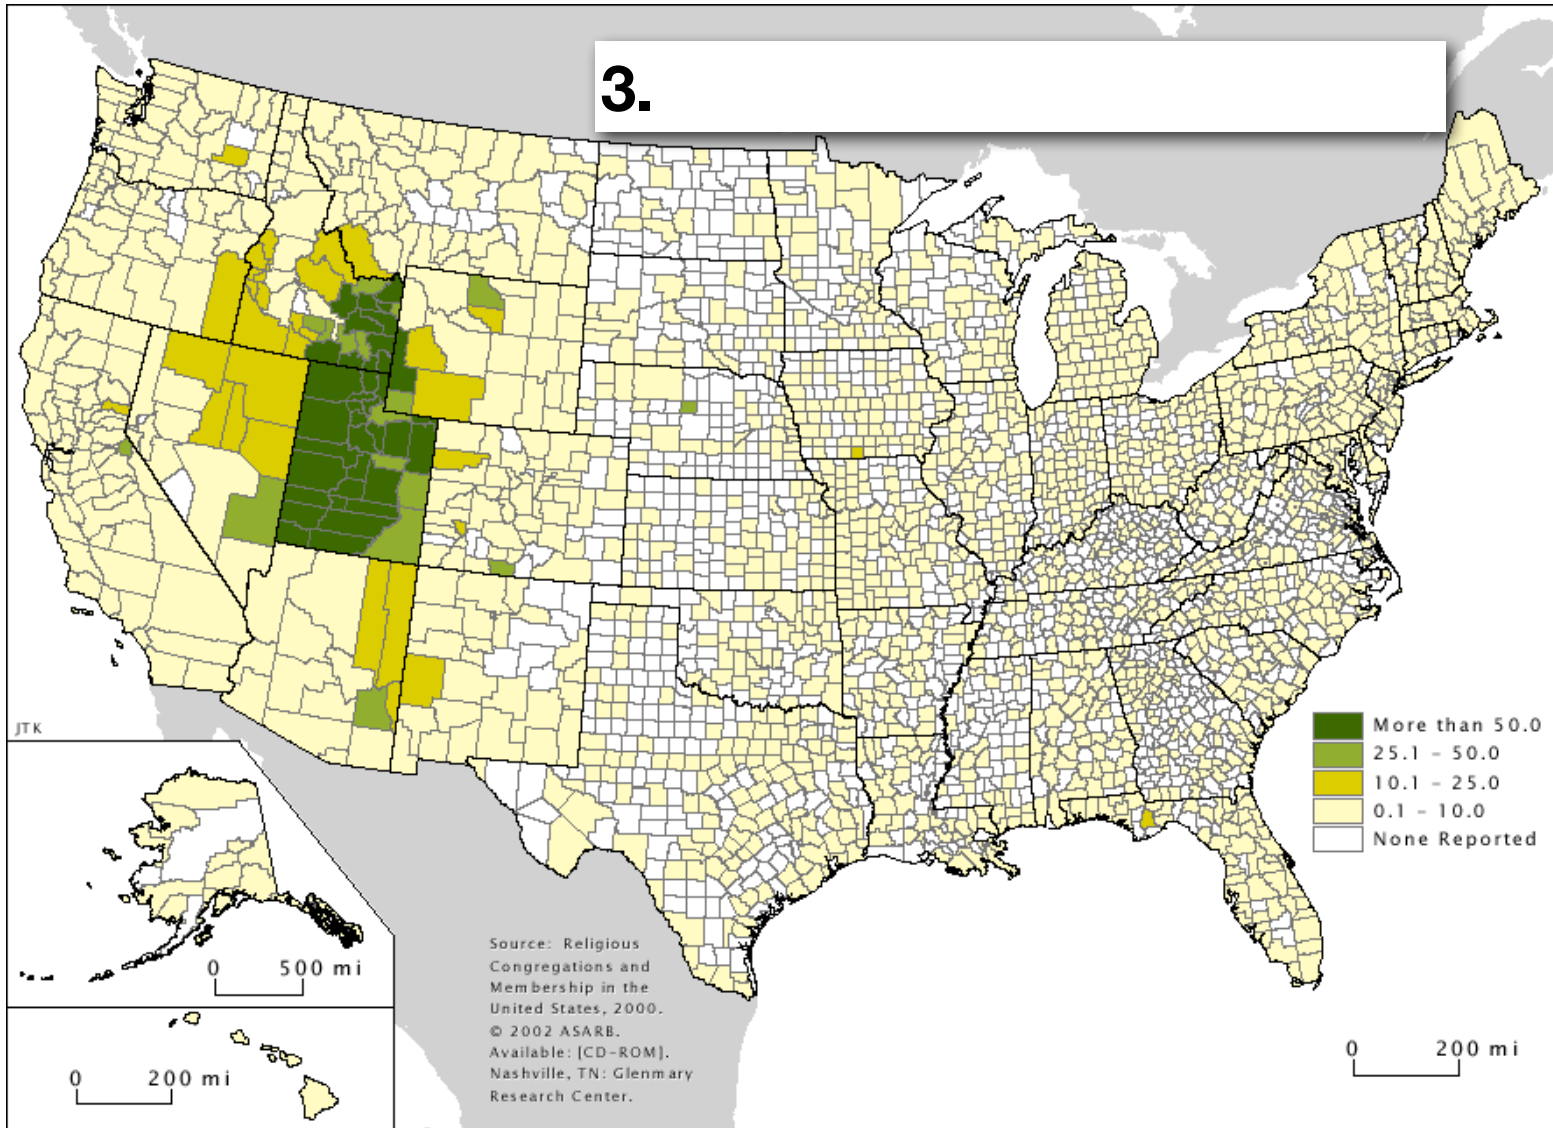 3.
JTK
More than 50.0
25.1 – 50.0
10.1 – 25.0
0.1 – 10.0
None Reported
0 500 mi
0 200 mi
Source: Religious
Congregations and
Membership in the
United States, 2000.
© 2002 ASARB.
Available: [CD-ROM].
Nashville, TN: Glenmary
Research Center.
0 200 mi